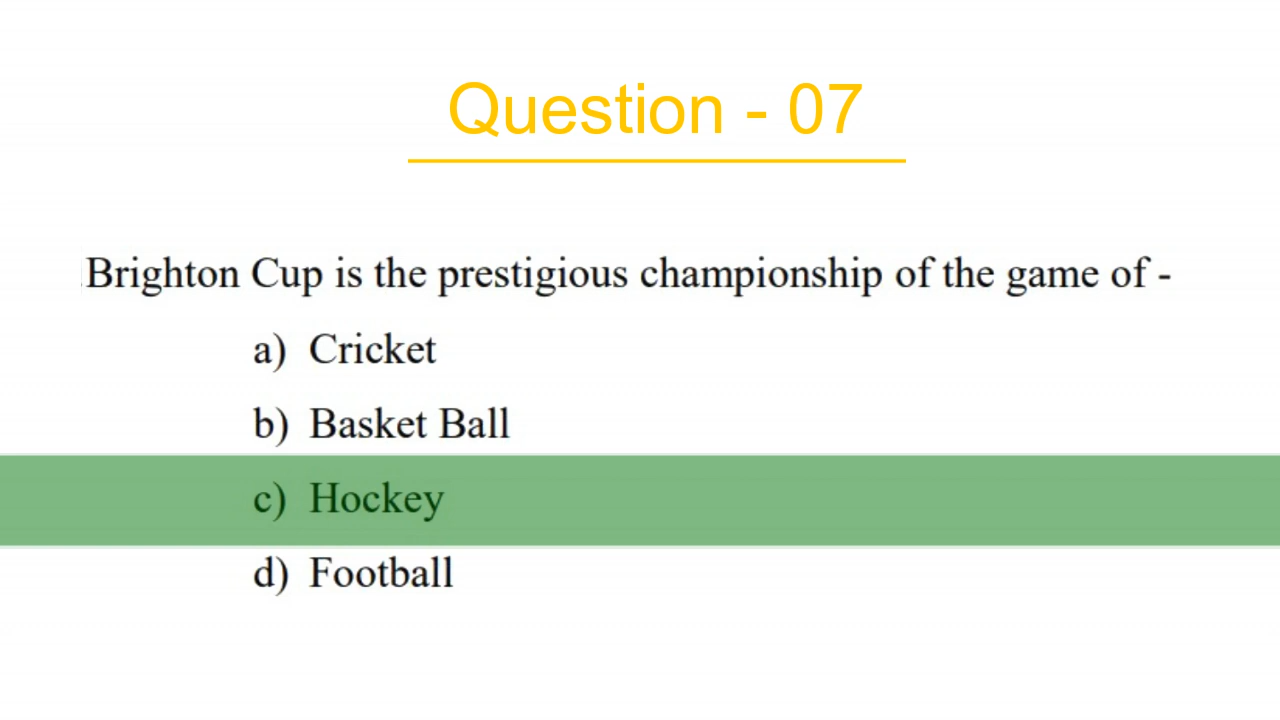 Question - 07
Brighton Cup is the prestigious championship of the game of -
a) Cricket
b) Basket Ball
c) Hockey
d) Football